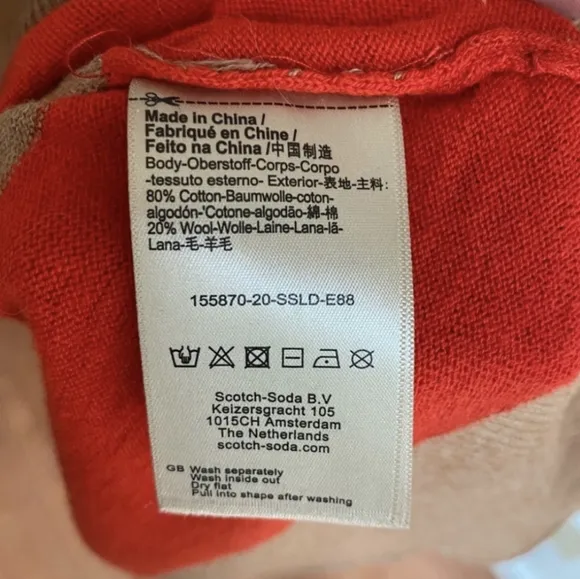 Made in China /
Fabriqué en Chine /
Feito na China /中国制造
Body-Oberstoff-Corps-Corpo
-tessuto esterno- Exterior-表地-主料:
80% Cotton-Baumwolle-coton-
algodón-'Cotone-algodão-綿-棉
20% Wool-Wolle-Laine-Lana-lã-
Lana-毛-羊毛
155870-20-SSLD-E88
Scotch-Soda B.V
Keizersgracht 105
1015CH Amsterdam
The Netherlands
scotch-soda.com
GB Wash separately
Wash inside out
Dry flat
Pull into shape after washing